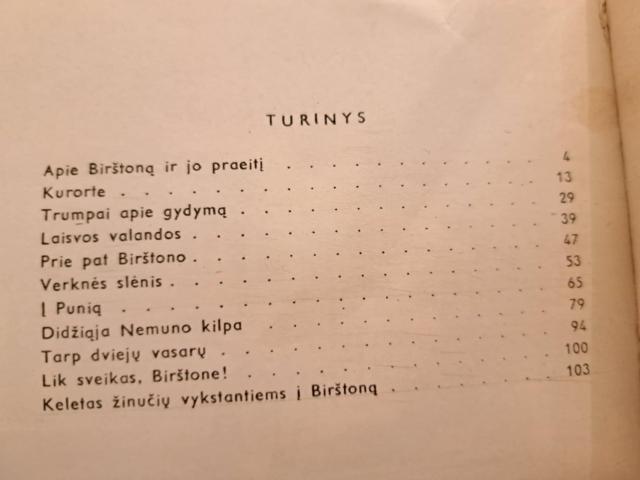 TURINYS
Apie Birštoną ir jo praeitį . . . . . . . . . . . 4
Kurorte . . . . . . . . . . . . . . . . . 13
Trumpai apie gydymą . . . . . . . . . . . . 29
Laisvos valandos . . . . . . . . . . . . . . 39
Prie pat Birštono . . . . . . . . . . . . . . 47
Verknės slėnis . . . . . . . . . . . . . . . 53
Į Punią . . . . . . . . . . . . . . . . . 65
Didžiąja Nemuno kilpa . . . . . . . . . . . . 79
Tarp dviejų vasarų . . . . . . . . . . . . . 94
Lik sveikas, Birštone! . . . . . . . . . . . . 100
Keletas žinučių vykstantiems į Birštoną . . . . . . 103